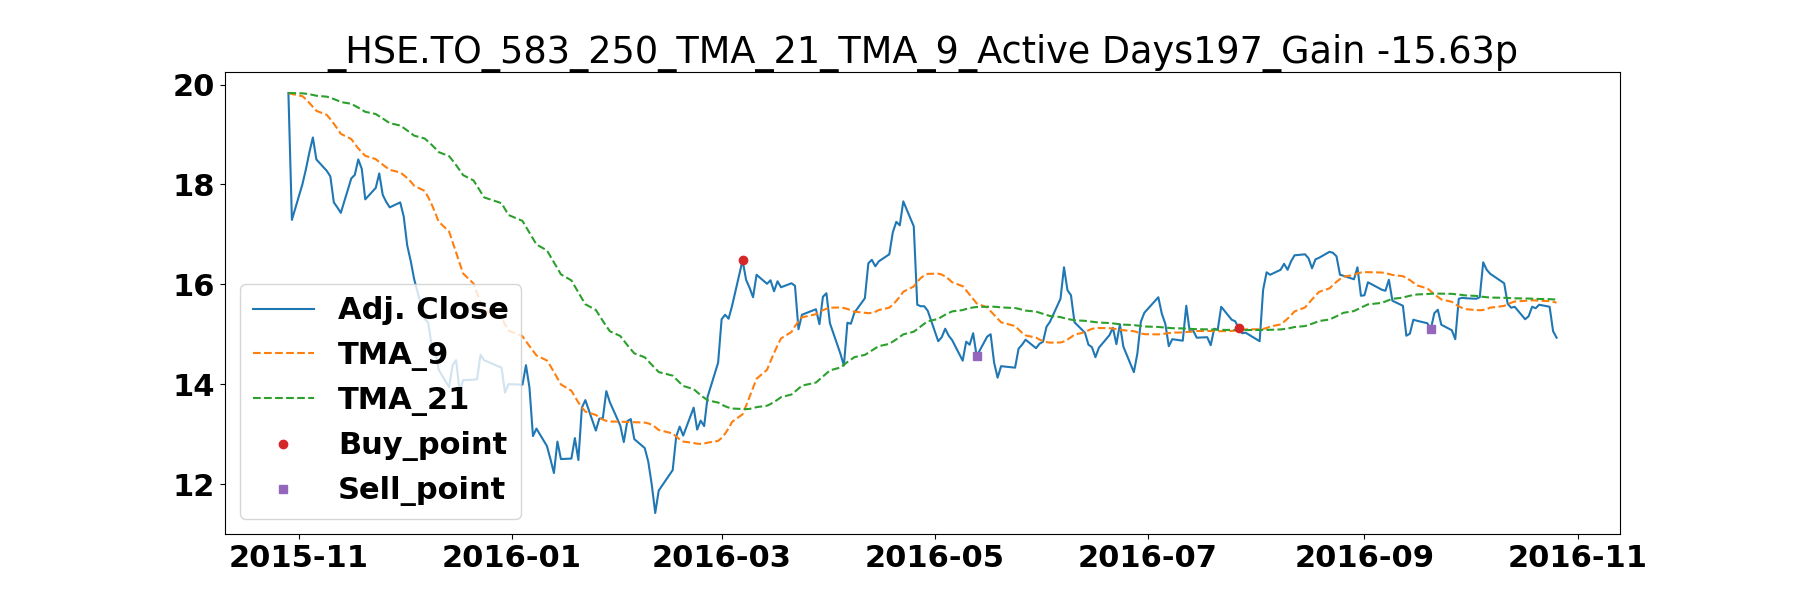 _HSE.TO_583_250_TMA_21_TMA_9_Active Days197_Gain -15.63p
20
18
16
14
12
Adj. Close
TMA_9
TMA_21
Buy_point
Sell_point
2015-11 2016-01 2016-03 2016-05 2016-07 2016-09 2016-11